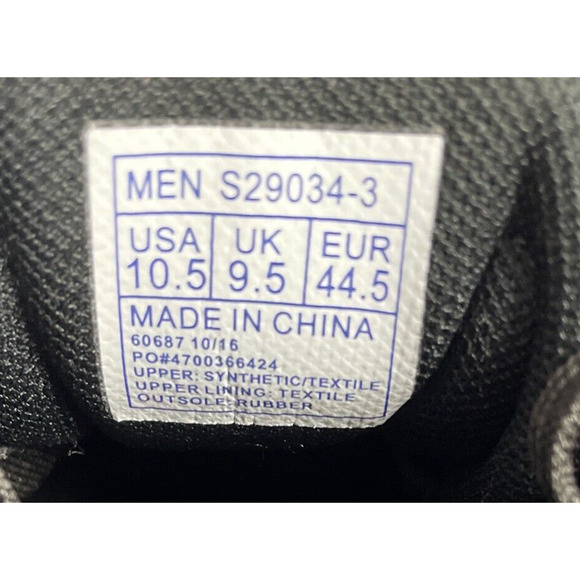 MEN S29034-3
USA UK EUR
10.5 9.5 44.5
MADE IN CHINA
60687 10/16
PO#4700366424
UPPER: SYNTHETIC/TEXTILE
UPPER LINING: TEXTILE
OUTSOLE: RUBBER